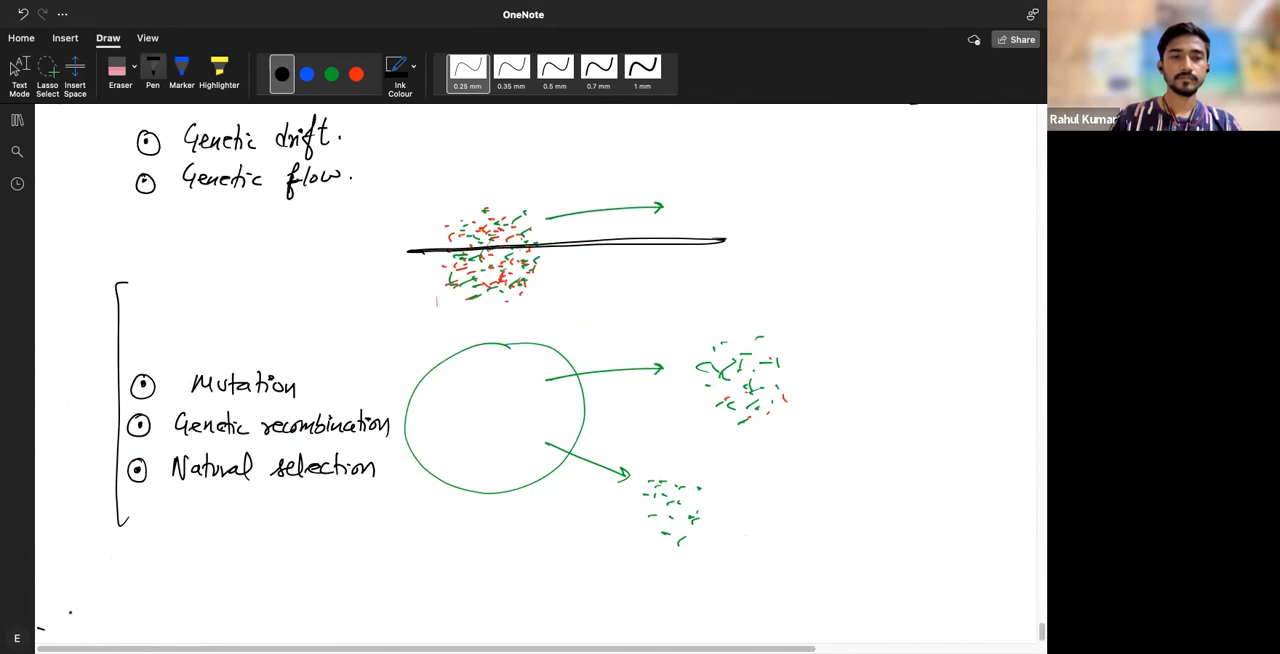 OneNote
Home Insert Draw View
Share
Text Mode
Lasso Select
Insert Space
Eraser
Pen
Marker
Highlighter
Ink Colour
0.25 mm
0.35 mm
0.5 mm
0.7 mm
1 mm
Rahul Kumar
Genetic drift.
Genetic flow.
Mutation
Genetic recombination
Natural selection
E